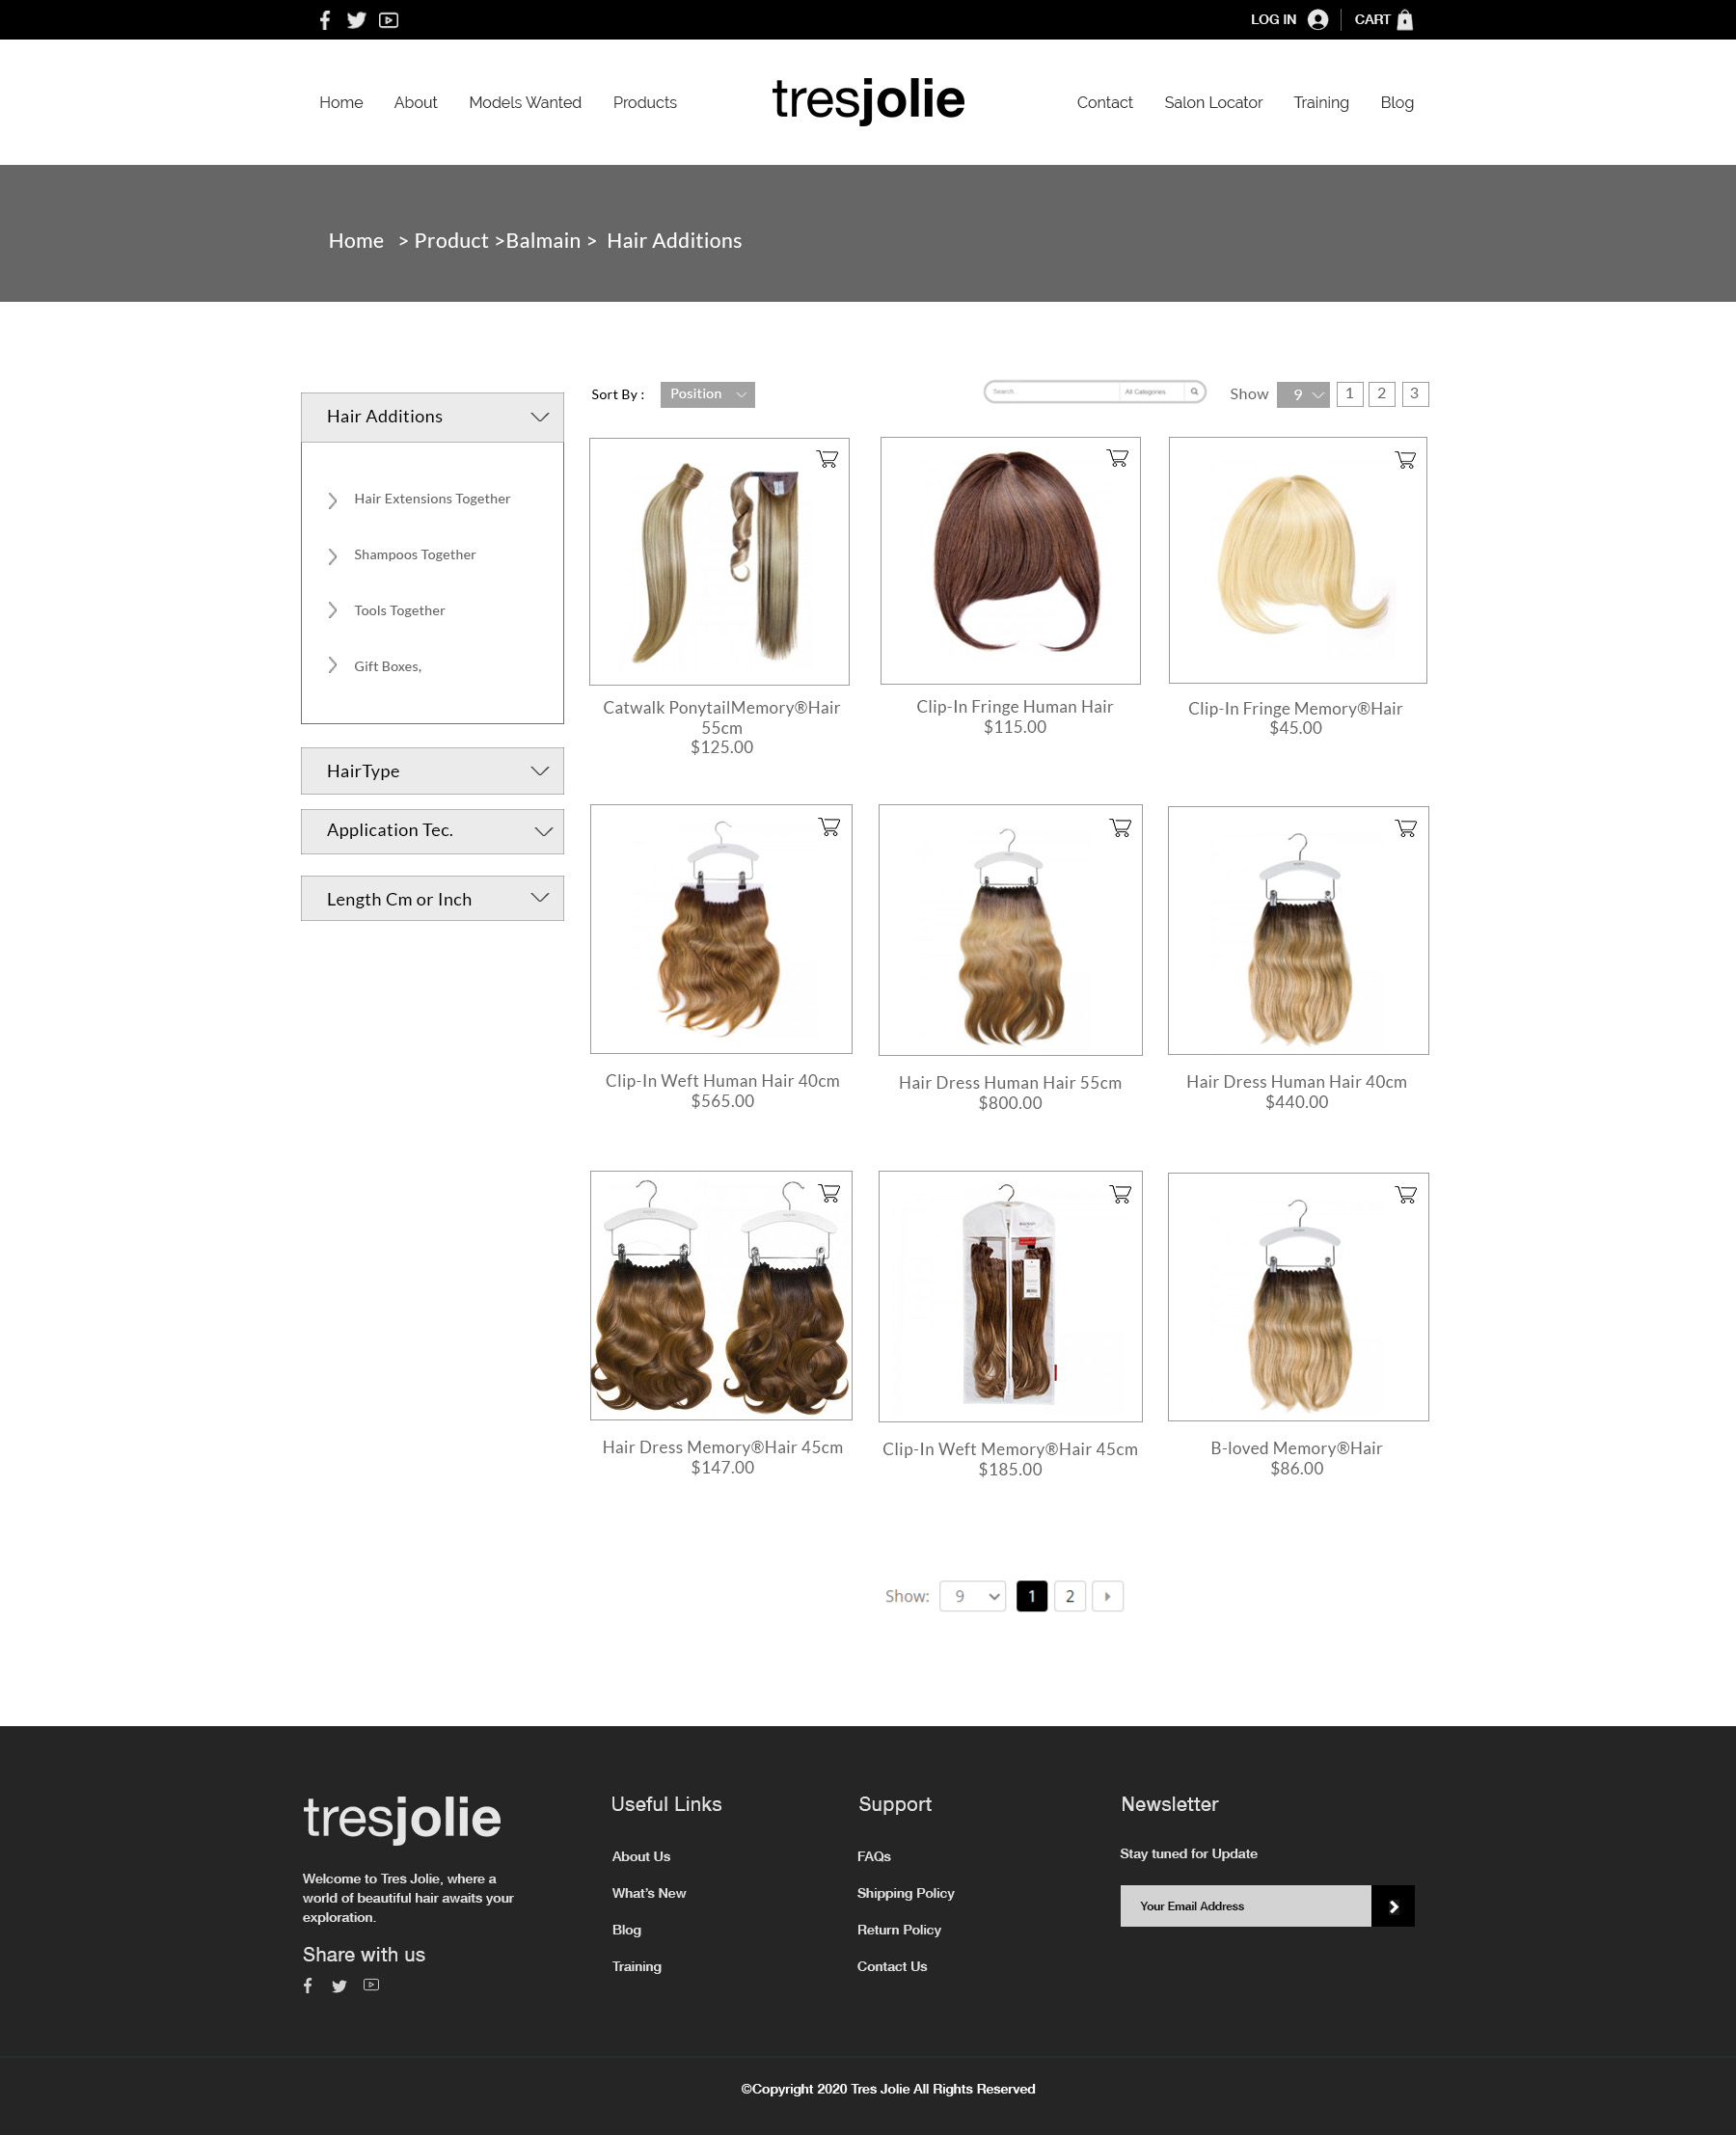 LOG IN
CART
Home About Models Wanted Products
tresjolie
Contact Salon Locator Training Blog
Home > Product >Balmain > Hair Additions
Sort By : Position
Search...
All Categories
Show 9 1 2 3
Hair Additions
Hair Extensions Together
Shampoos Together
Tools Together
Gift Boxes,
HairType
Application Tec.
Length Cm or Inch
Catwalk PonytailMemory®Hair
55cm
$125.00
Clip-In Fringe Human Hair
$115.00
Clip-In Fringe Memory®Hair
$45.00
Clip-In Weft Human Hair 40cm
$565.00
Hair Dress Human Hair 55cm
$800.00
Hair Dress Human Hair 40cm
$440.00
Hair Dress Memory®Hair 45cm
$147.00
Clip-In Weft Memory®Hair 45cm
$185.00
B-loved Memory®Hair
$86.00
Show: 9 1 2
tresjolie
Welcome to Tres Jolie, where a
world of beautiful hair awaits your
exploration.
Share with us
Useful Links
About Us
What's New
Blog
Training
Support
FAQs
Shipping Policy
Return Policy
Contact Us
Newsletter
Stay tuned for Update
Your Email Address
©Copyright 2020 Tres Jolie All Rights Reserved